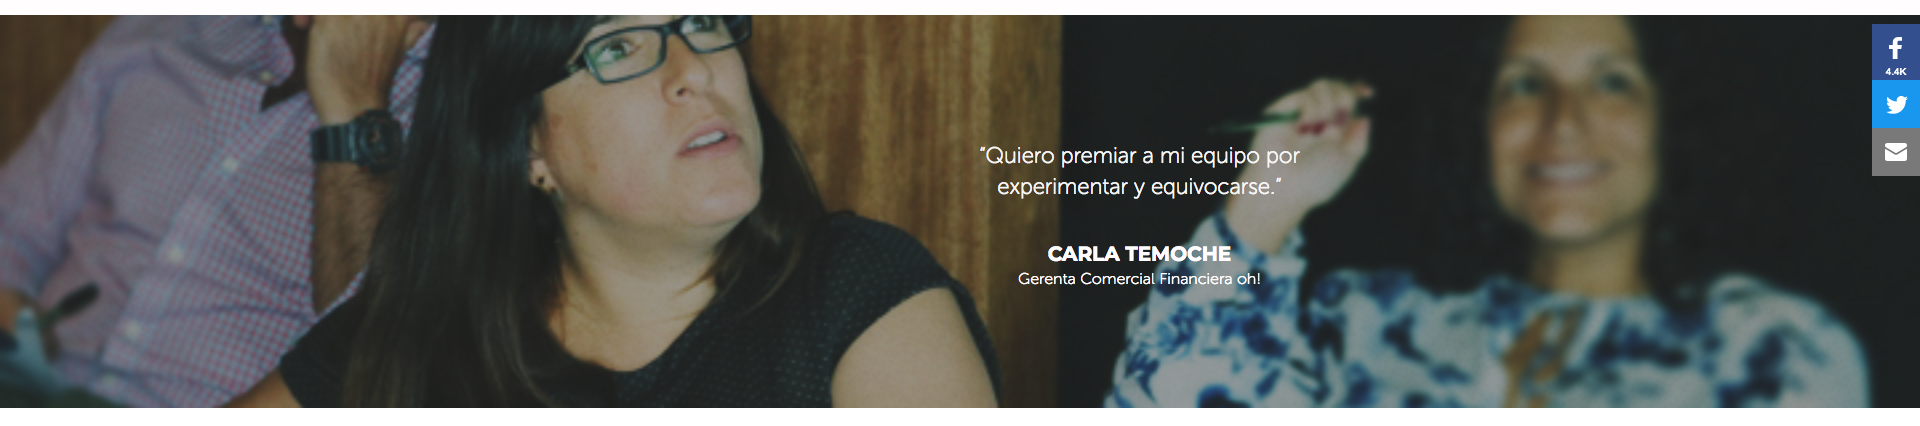 "Quiero premiar a mi equipo por
experimentar y equivocarse."
CARLA TEMOCHE
Gerenta Comercial Financiera oh!
4.4K